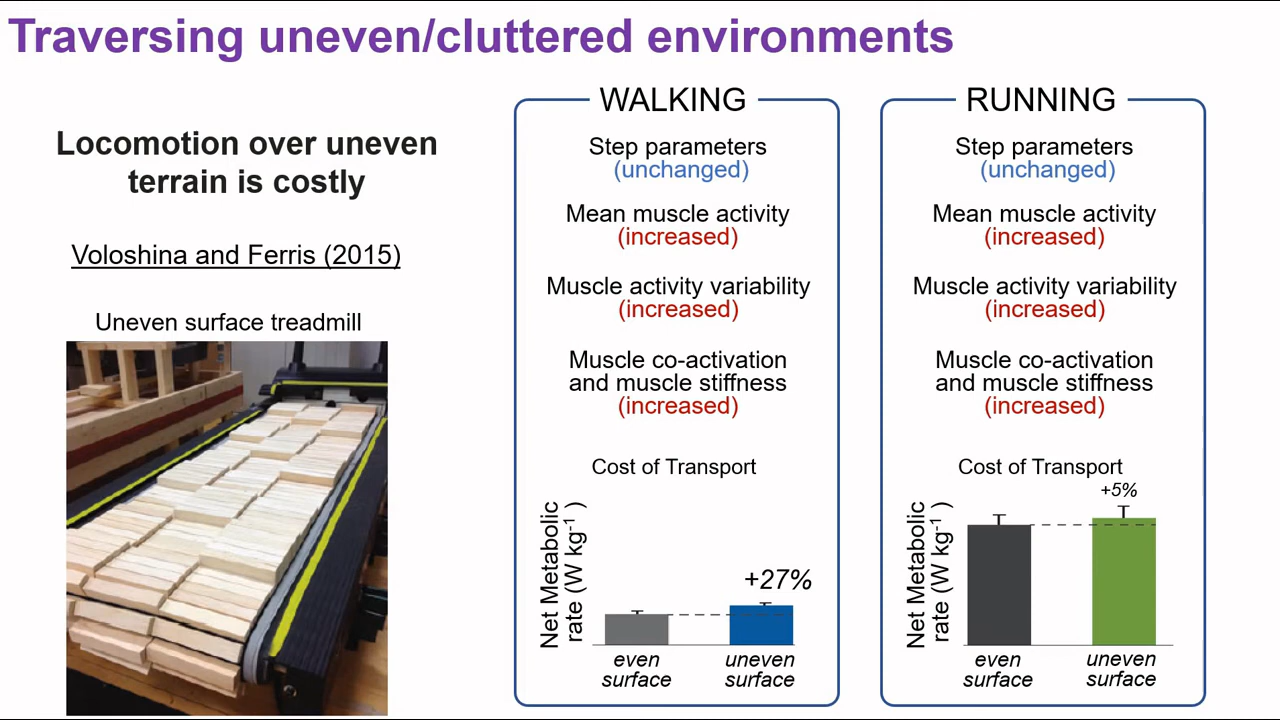 Traversing uneven/cluttered environments
Locomotion over uneven
terrain is costly
Voloshina and Ferris (2015)
Uneven surface treadmill
WALKING
Step parameters
(unchanged)
Mean muscle activity
(increased)
Muscle activity variability
(increased)
Muscle co-activation
and muscle stiffness
(increased)
Cost of Transport
Net Metabolic
rate (W kg⁻¹ )
+27%
even
surface
uneven
surface
RUNNING
Step parameters
(unchanged)
Mean muscle activity
(increased)
Muscle activity variability
(increased)
Muscle co-activation
and muscle stiffness
(increased)
Cost of Transport
+5%
Net Metabolic
rate (W kg⁻¹ )
even
surface
uneven
surface